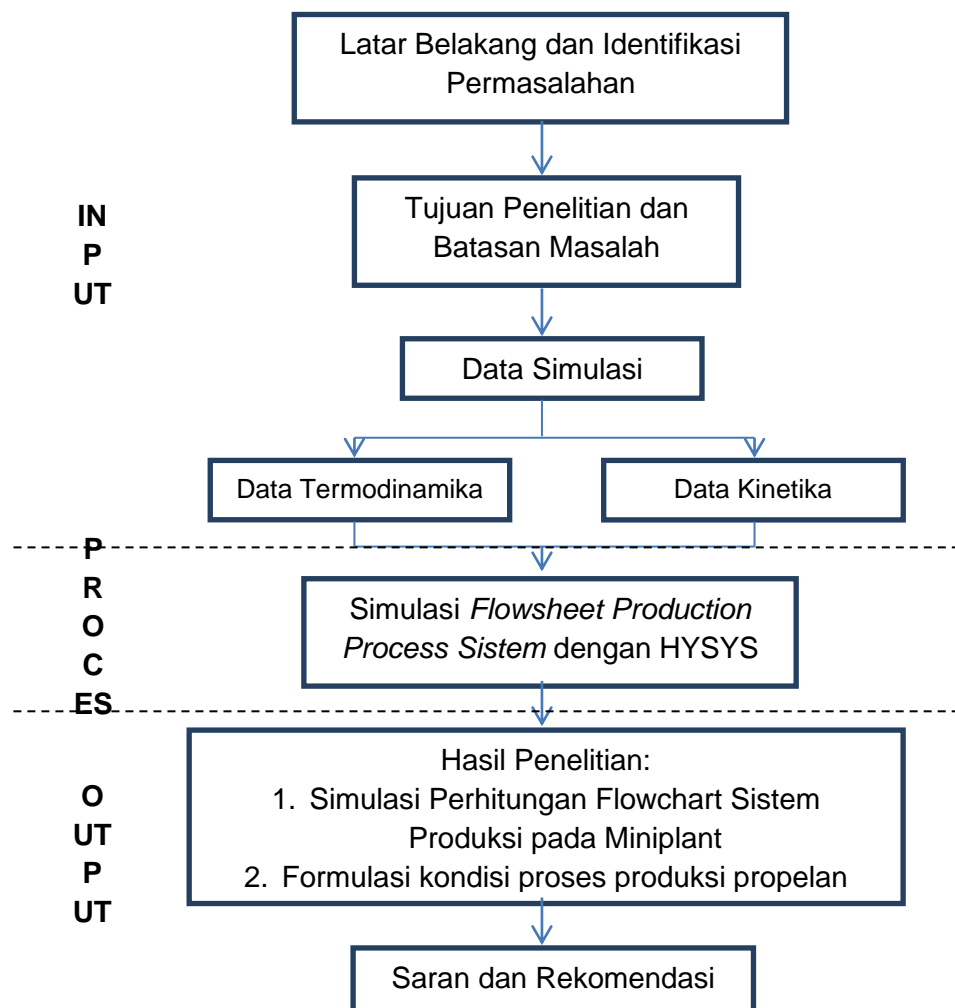 Latar Belakang dan Identifikasi
Permasalahan
Tujuan Penelitian dan
Batasan Masalah
IN
P
UT
Data Simulasi
Data Termodinamika
Data Kinetika
P
R
O
C
ES
Simulasi Flowsheet Production
Process Sistem dengan HYSYS
O
UT
P
UT
Hasil Penelitian:
1. Simulasi Perhitungan Flowchart Sistem
Produksi pada Miniplant
2. Formulasi kondisi proses produksi propelan
Saran dan Rekomendasi